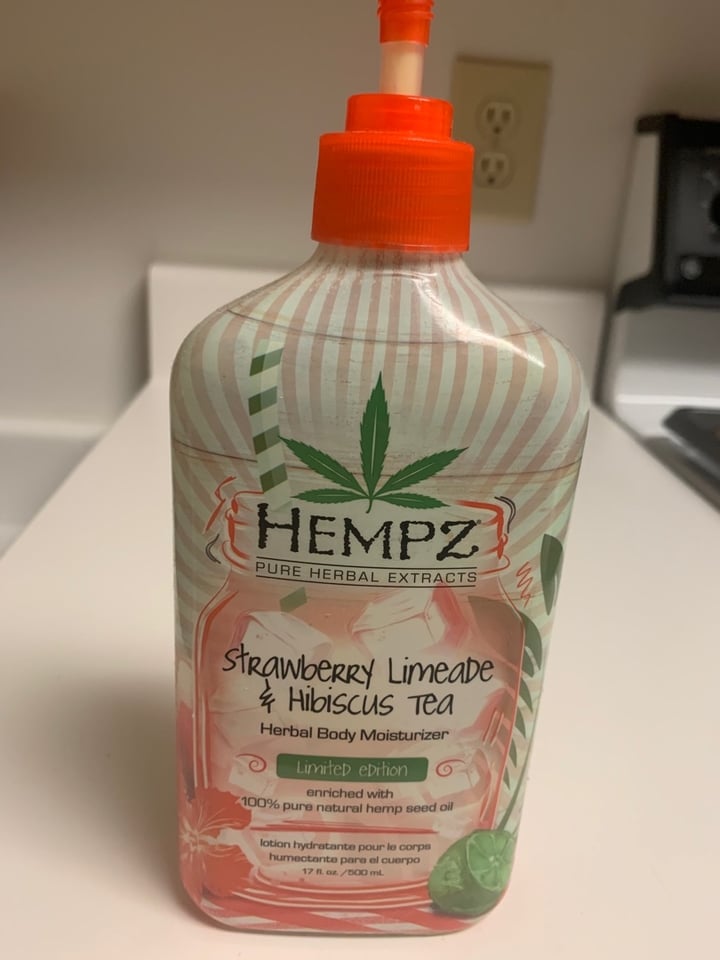 HEMPZ
PURE HERBAL EXTRACTS
Strawberry Limeade
& Hibiscus Tea
Herbal Body Moisturizer
Limited Edition
enriched with
100% pure natural hemp seed oil
lotion hydratante pour le corps
humectante para el cuerpo
17 fl. oz. / 500 mL